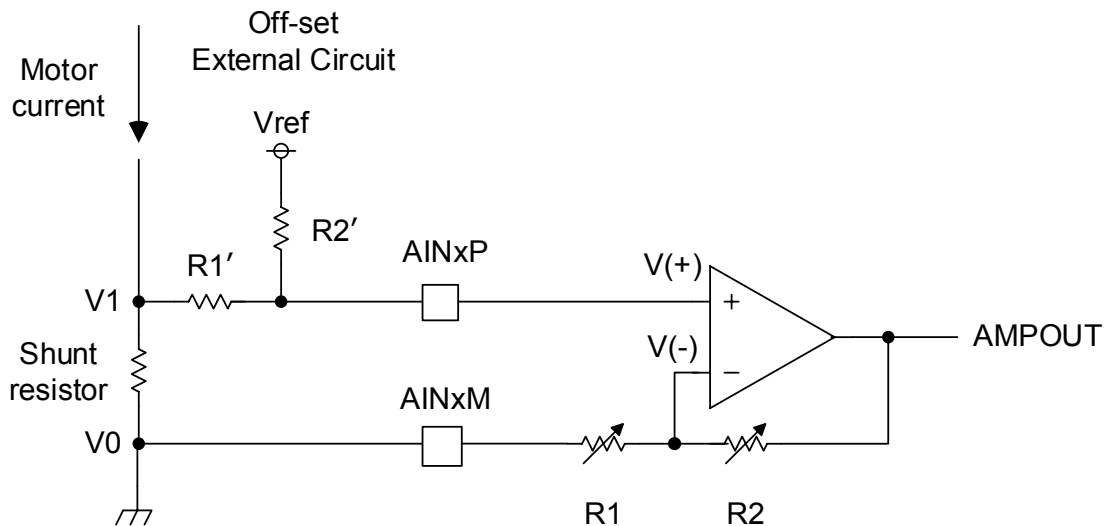 Off-set
External Circuit
Motor
current
Vref
R2′
R1′
AINxP
V(+)
V1
+
AMPOUT
V(-)
−
Shunt
resistor
AINxM
V0
R1
R2